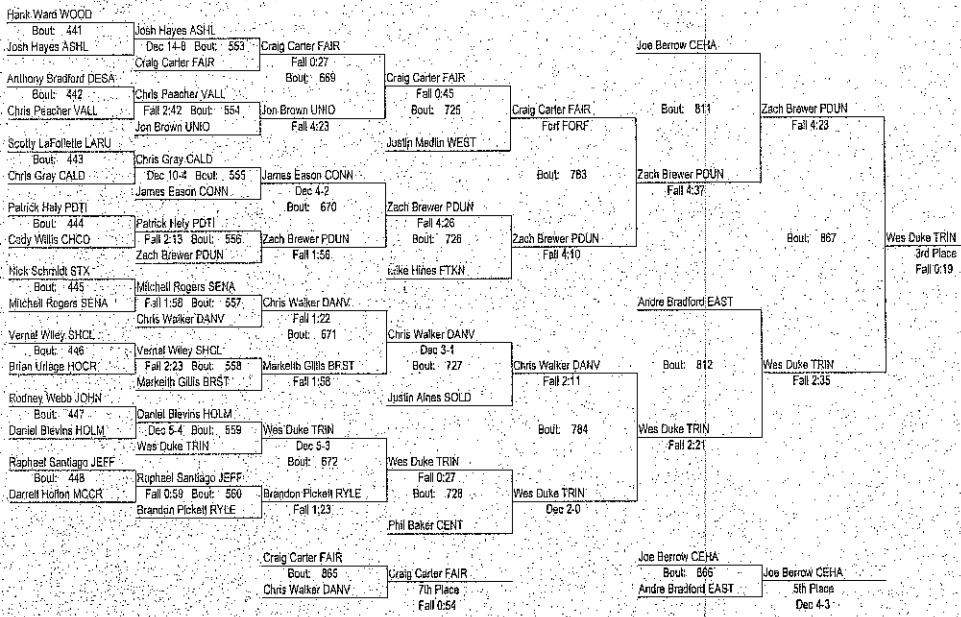 Hank Ward WOOD
Bout: 441
Josh Hayes ASHL
Anthony Bradford DESA
Bout: 442
Chris Peacher VALL
Scotty LaFollette LARU
Bout: 443
Chris Gray CALD
Patrick Hely PDTI
Bout: 444
Cody Willis CHCO
Nick Schmidt STX
Bout: 445
Mitchell Rogers SENA
Vernal Wiley SHCL
Bout: 446
Brian Urlage HOCR
Rodney Webb JOHN
Bout: 447
Daniel Blevins HOLM
Raphael Santiago JEFF
Bout: 448
Darrell Holton MCCR
Josh Hayes ASHL
Dec 14-8 Bout: 553
Craig Carter FAIR
Chris Peacher VALL
Fall 2:42 Bout: 554
Jon Brown UNIO
Chris Gray CALD
Dec 10-4 Bout: 555
James Eason CONN
Patrick Hely PDTI
Fall 2:13 Bout: 556
Zach Brewer PDUN
Mitchell Rogers SENA
Fall 1:58 Bout: 557
Chris Walker DANV
Vernal Wiley SHCL
Fall 2:23 Bout: 558
Markeith Gillis BRST
Daniel Blevins HOLM
Dec 5-4 Bout: 559
Wes Duke TRIN
Raphael Santiago JEFF
Fall 0:59 Bout: 560
Brandon Pickett RYLE
Craig Carter FAIR
Fall 0:27
Bout: 669
Jon Brown UNIO
Fall 4:23
James Eason CONN
Dec 4-2
Bout: 670
Zach Brewer PDUN
Fall 1:56
Chris Walker DANV
Fall 1:22
Bout: 671
Markeith Gillis BRST
Fall 1:58
Wes Duke TRIN
Dec 5-3
Bout: 672
Brandon Pickett RYLE
Fall 1:23
Craig Carter FAIR
Fall 0:45
Bout: 725
Justin Madlin WEST
Zach Brewer PDUN
Fall 4:26
Bout: 726
Mike Hines FTKN
Chris Walker DANV
Dec 3-1
Bout: 727
Justin Alnes SOLD
Wes Duke TRIN
Fall 0:27
Bout: 728
Phil Baker CENT
Craig Carter FAIR
Forf FORF
Bout: 783
Zach Brewer PDUN
Fall 4:10
Chris Walker DANV
Fall 2:11
Bout: 784
Wes Duke TRIN
Dec 2-0
Joe Berrow CEHA
Bout: 811
Zach Brewer PDUN
Fall 4:37
Andre Bradford EAST
Bout: 812
Wes Duke TRIN
Fall 2:21
Zach Brewer PDUN
Fall 4:23
Bout: 867
Wes Duke TRIN
Fall 2:35
Wes Duke TRIN
3rd Place
Fall 0:19
Craig Carter FAIR
Bout: 865
Chris Walker DANV
Craig Carter FAIR
7th Place
Fall 0:54
Joe Berrow CEHA
Bout: 866
Andre Bradford EAST
Joe Berrow CEHA
5th Place
Dec 4-3